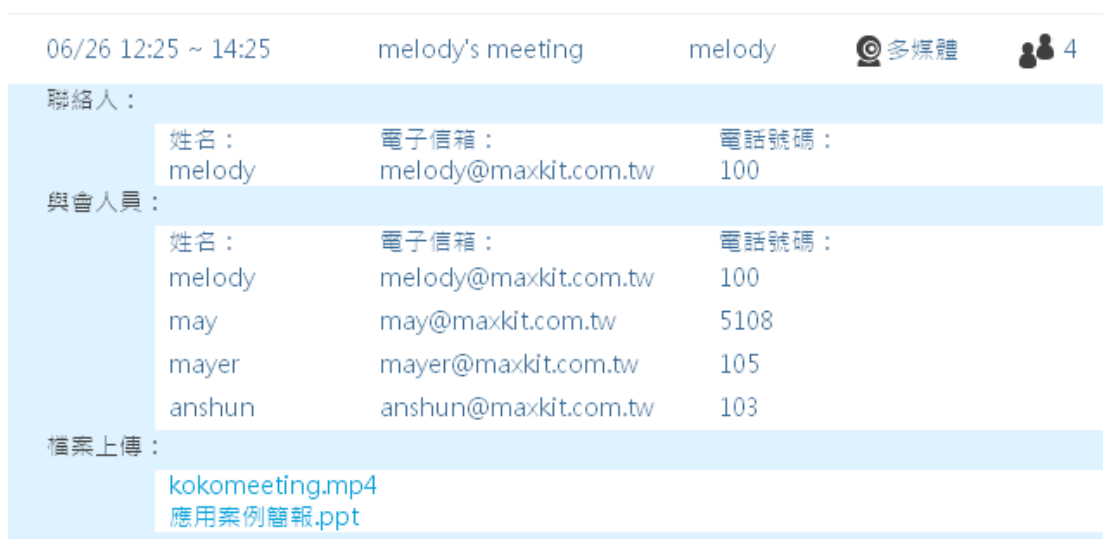 06/26 12:25 ~ 14:25 melody's meeting melody 多媒體 4
聯絡人：
姓名： 電子信箱： 電話號碼：
melody melody@maxkit.com.tw 100
與會人員：
姓名： 電子信箱： 電話號碼：
melody melody@maxkit.com.tw 100
may may@maxkit.com.tw 5108
mayer mayer@maxkit.com.tw 105
anshun anshun@maxkit.com.tw 103
檔案上傳：
kokomeeting.mp4
應用案例簡報.ppt